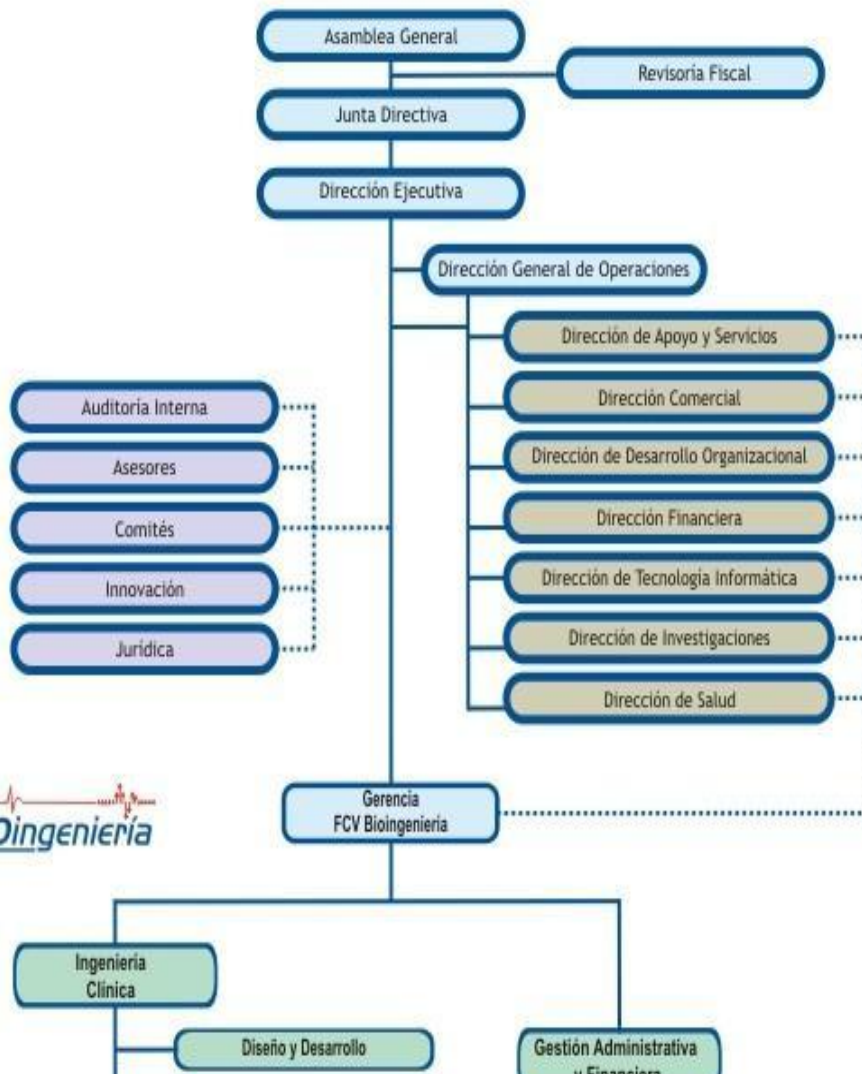 Asamblea General
Revisoría Fiscal
Junta Directiva
Dirección Ejecutiva
Dirección General de Operaciones
Dirección de Apoyo y Servicios
Dirección Comercial
Dirección de Desarrollo Organizacional
Dirección Financiera
Dirección de Tecnología Informática
Dirección de Investigaciones
Dirección de Salud
Auditoría Interna
Asesores
Comités
Innovación
Jurídica
ingeniería
Gerencia
FCV Bioingeniería
Ingeniería
Clínica
Diseño y Desarrollo
Gestión Administrativa
y Financiera